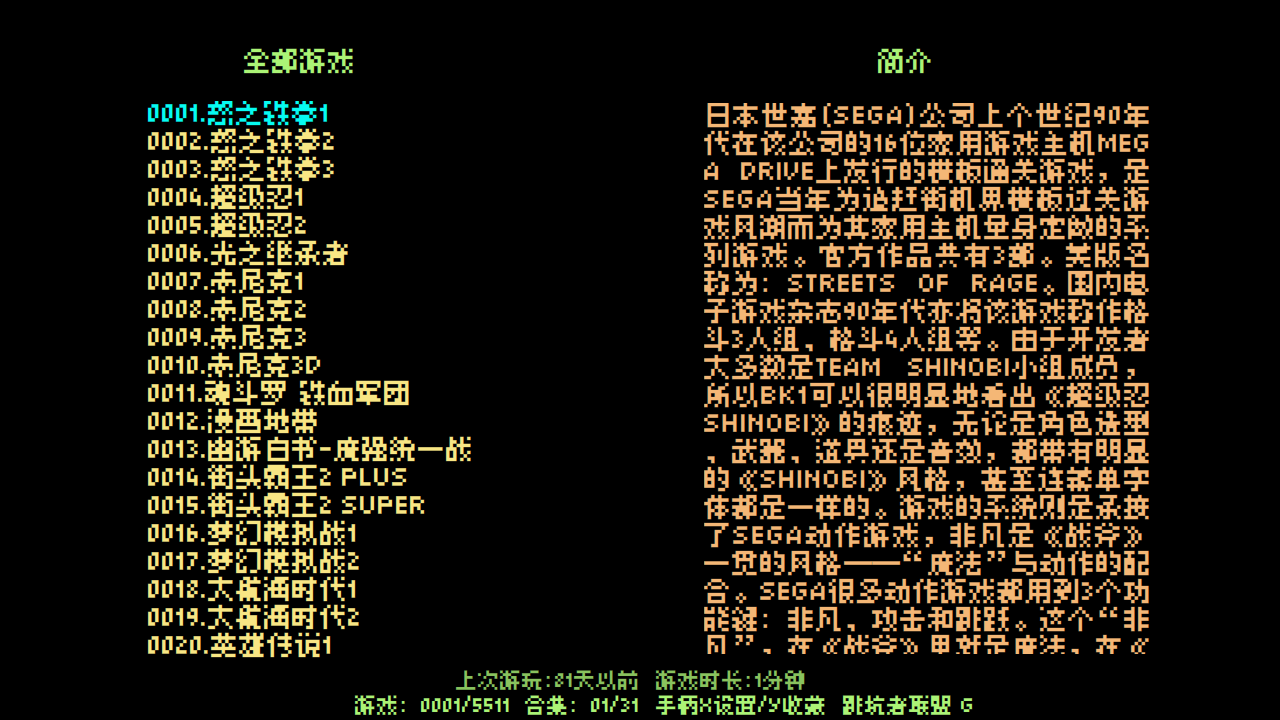 全部游戏
0001.怒之铁拳1
0002.怒之铁拳2
0003.怒之铁拳3
0004.超级忍1
0005.超级忍2
0006.光之继承者
0007.索尼克1
0008.索尼克2
0009.索尼克3
0010.索尼克3D
0011.魂斗罗 铁血军团
0012.漫画地带
0013.幽游白书-魔强统一战
0014.街头霸王2 PLUS
0015.街头霸王2 SUPER
0016.梦幻模拟战1
0017.梦幻模拟战2
0018.大航海时代1
0019.大航海时代2
0020.英雄传说1
简介
日本世嘉(SEGA)公司上个世纪90年
代在该公司的16位家用游戏主机MEG
A DRIVE上发行的横板通关游戏，是
SEGA当年为追赶街机界横板过关游
戏风潮而为其家用主机量身定做的系
列游戏。官方作品共有3部。美版名
称为：STREETS OF RAGE。国内电
子游戏杂志90年代亦将该游戏称作格
斗3人组，格斗4人组等。由于开发者
大多数是TEAM SHINOBI小组成员，
所以BK1可以很明显地看出《超级忍
SHINOBI》的痕迹，无论是角色造型
，武器，道具还是音效，都带有明显
的《SHINOBI》风格，甚至连菜单字
体都是一样的。游戏的系统则是承接
了SEGA动作游戏，非凡是《战斧》
一贯的风格——“魔法”与动作的配
合。SEGA很多动作游戏都用到3个功
能键：非凡，攻击和跳跃。这个“非
凡”，在《战斧》里就是魔法，在《
上次游玩:21天以前 游戏时长:1分钟
游戏：0001/5511 合集：01/31 手柄X设置/Y收藏 跳坑者联盟 G